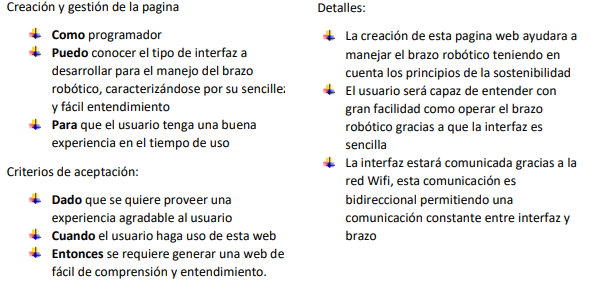 Creación y gestión de la pagina
Como programador
Puedo conocer el tipo de interfaz a
desarrollar para el manejo del brazo
robótico, caracterizándose por su sencillez
y fácil entendimiento
Para que el usuario tenga una buena
experiencia en el tiempo de uso
Criterios de aceptación:
Dado que se quiere proveer una
experiencia agradable al usuario
Cuando el usuario haga uso de esta web
Entonces se requiere generar una web de
fácil de comprensión y entendimiento.
Detalles:
La creación de esta pagina web ayudara a
manejar el brazo robótico teniendo en
cuenta los principios de la sostenibilidad
El usuario será capaz de entender con
gran facilidad como operar el brazo
robótico gracias a que la interfaz es
sencilla
La interfaz estará comunicada gracias a la
red Wifi, esta comunicación es
bidireccional permitiendo una
comunicación constante entre interfaz y
brazo